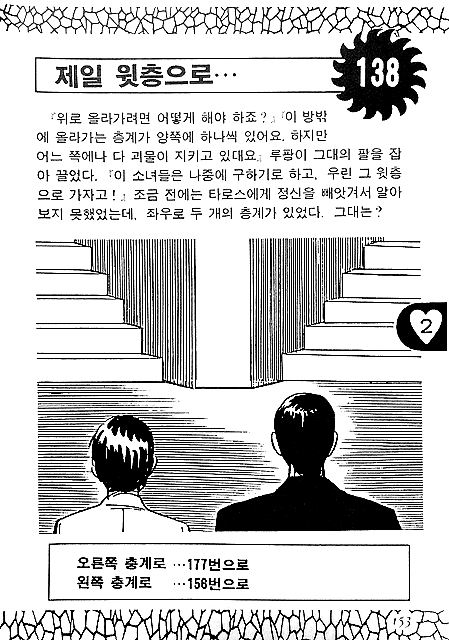 제일 윗층으로…
138
『위로 올라가려면 어떻게 해야 하죠?』『이 방밖
에 올라가는 층계가 양쪽에 하나씩 있어요. 하지만
어느 쪽에나 다 괴물이 지키고 있대요』 루팡이 그대의 팔을 잡
아 끌었다. 『이 소녀들은 나중에 구하기로 하고, 우린 그 윗층
으로 가자고!』 조금 전에는 타로스에게 정신을 빼앗겨서 알아
보지 못했었는데, 좌우로 두 개의 층계가 있었다. 그대는?
2
오른쪽 층계로 …177번으로
왼쪽 층계로 …158번으로
153